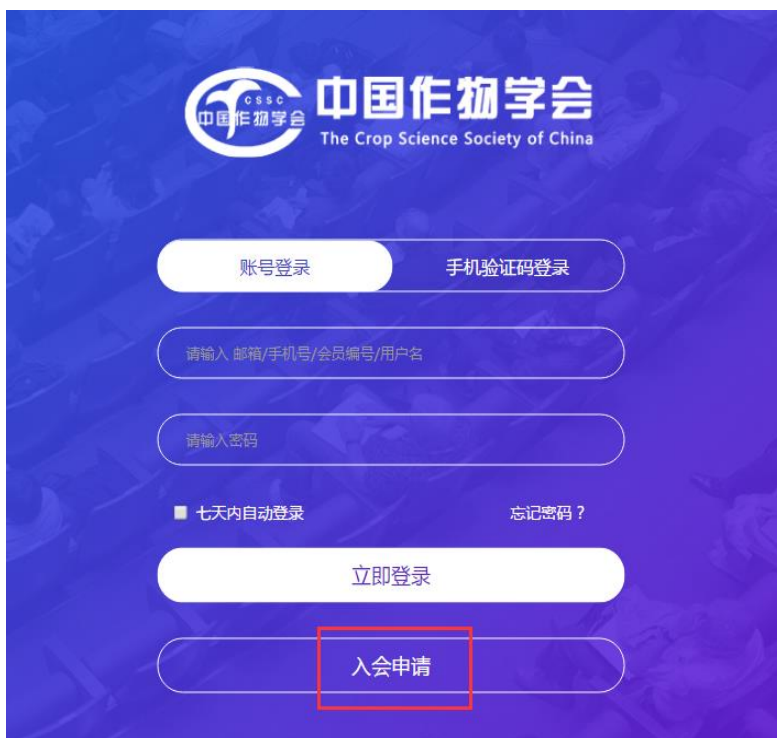 CSSC
中国作物学会
中国作物学会
The Crop Science Society of China
账号登录 手机验证码登录
请输入 邮箱/手机号/会员编号/用户名
请输入密码
七天内自动登录 忘记密码？
立即登录
入会申请